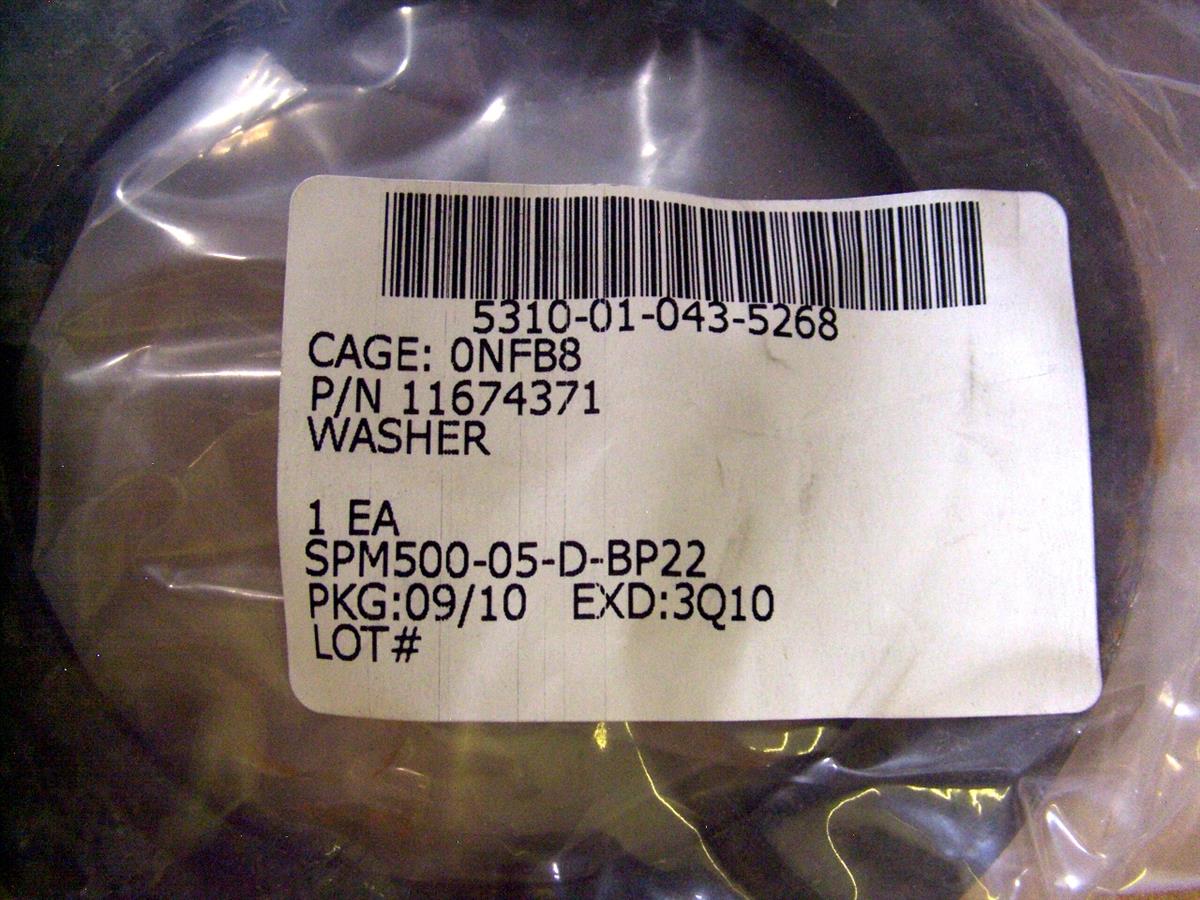 5310-01-043-5268
CAGE: 0NFB8
P/N 11674371
WASHER
1 EA
SPM500-05-D-BP22
PKG:09/10 EXD:3Q10
LOT#